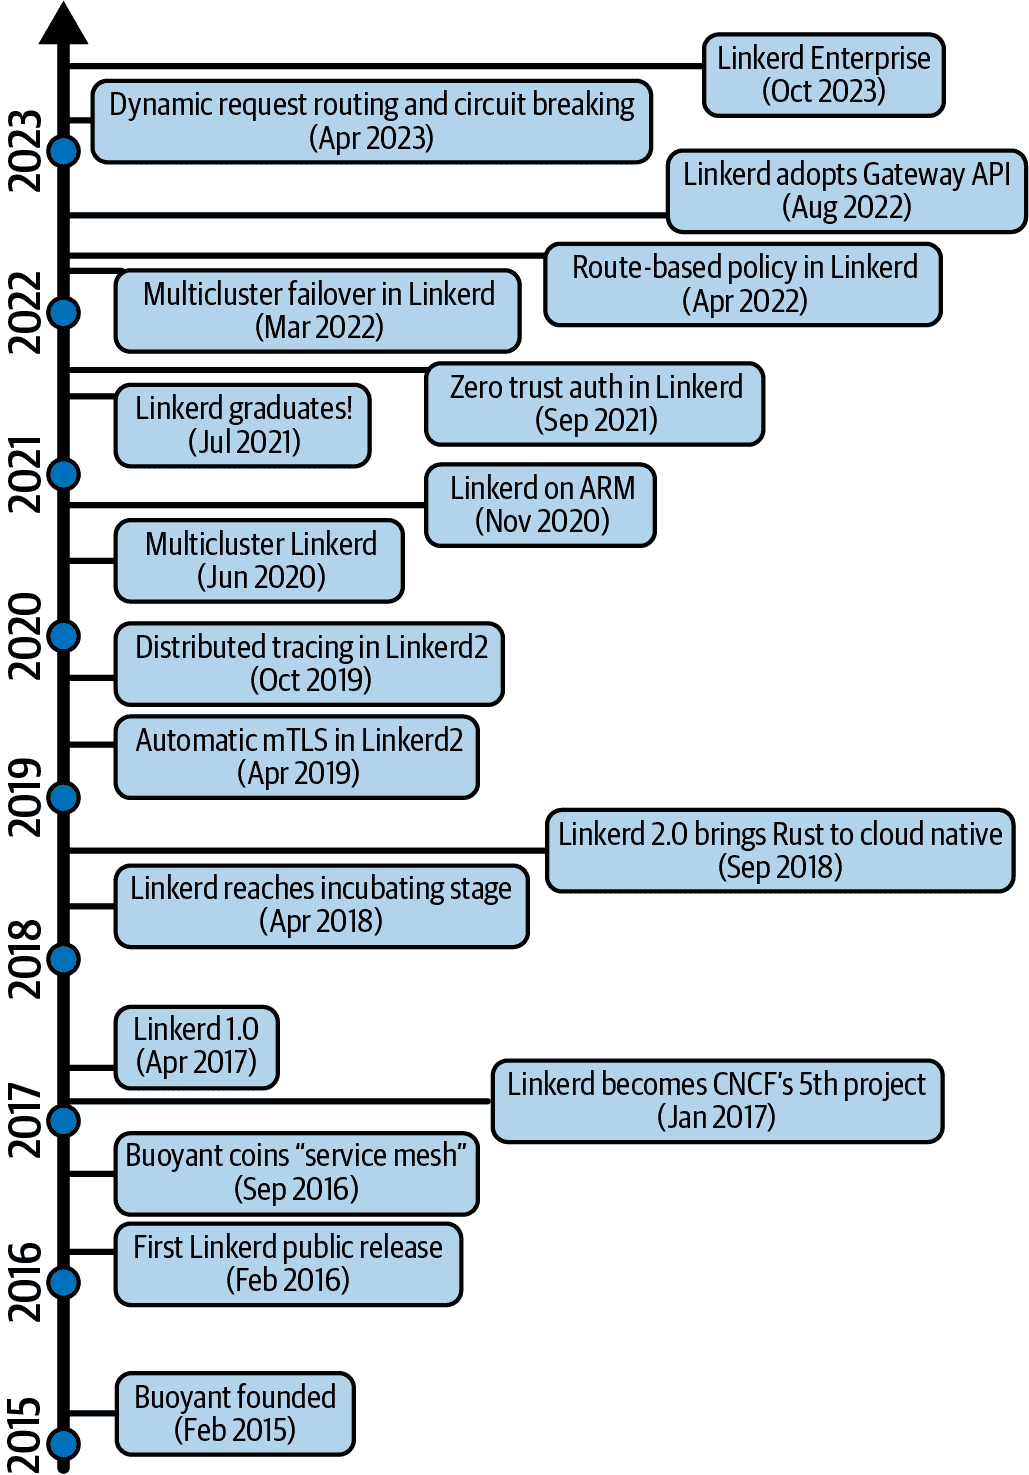 Linkerd Enterprise
(Oct 2023)
Dynamic request routing and circuit breaking
(Apr 2023)
2023
Linkerd adopts Gateway API
(Aug 2022)
Route-based policy in Linkerd
(Apr 2022)
Multicluster failover in Linkerd
(Mar 2022)
2022
Zero trust auth in Linkerd
(Sep 2021)
Linkerd graduates!
(Jul 2021)
2021
Linkerd on ARM
(Nov 2020)
Multicluster Linkerd
(Jun 2020)
2020
Distributed tracing in Linkerd2
(Oct 2019)
Automatic mTLS in Linkerd2
(Apr 2019)
2019
Linkerd 2.0 brings Rust to cloud native
(Sep 2018)
Linkerd reaches incubating stage
(Apr 2018)
2018
Linkerd 1.0
(Apr 2017)
Linkerd becomes CNCF's 5th project
(Jan 2017)
2017
Buoyant coins “service mesh”
(Sep 2016)
First Linkerd public release
(Feb 2016)
2016
Buoyant founded
(Feb 2015)
2015